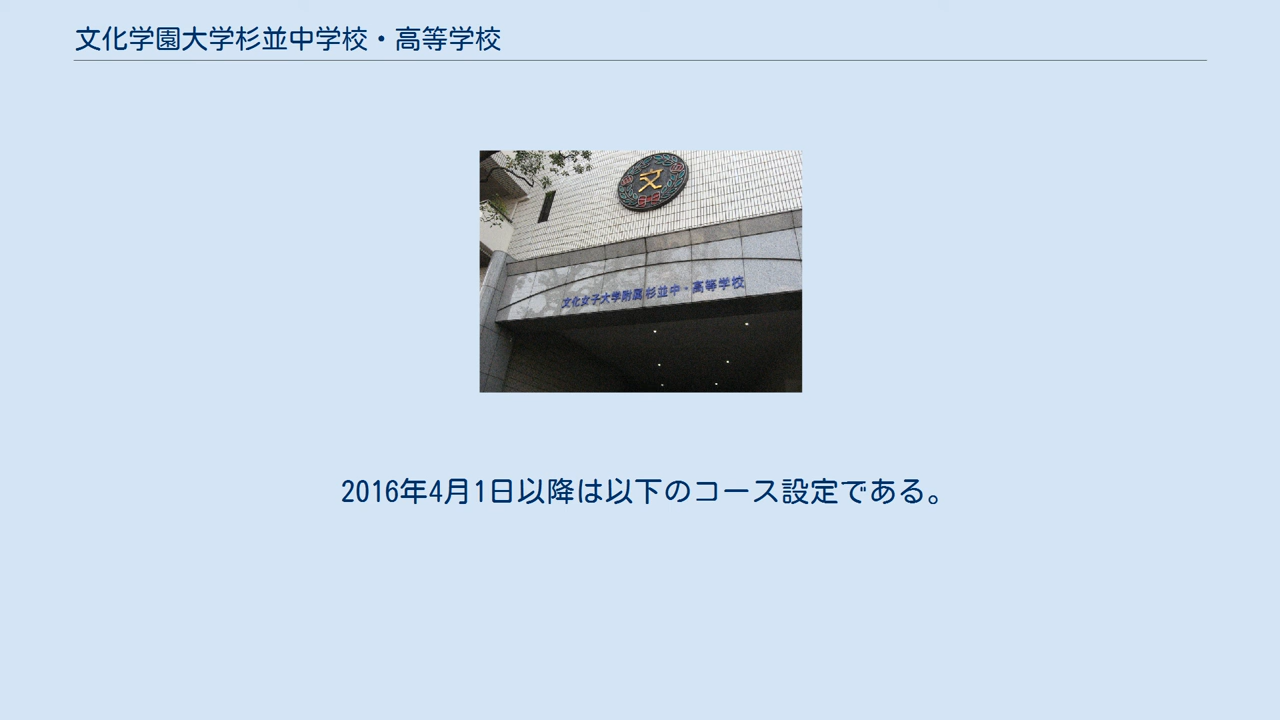 文化学園大学杉並中学校・高等学校
文
文化女子大学附属杉並中・高等学校
2016年4月1日以降は以下のコース設定である。